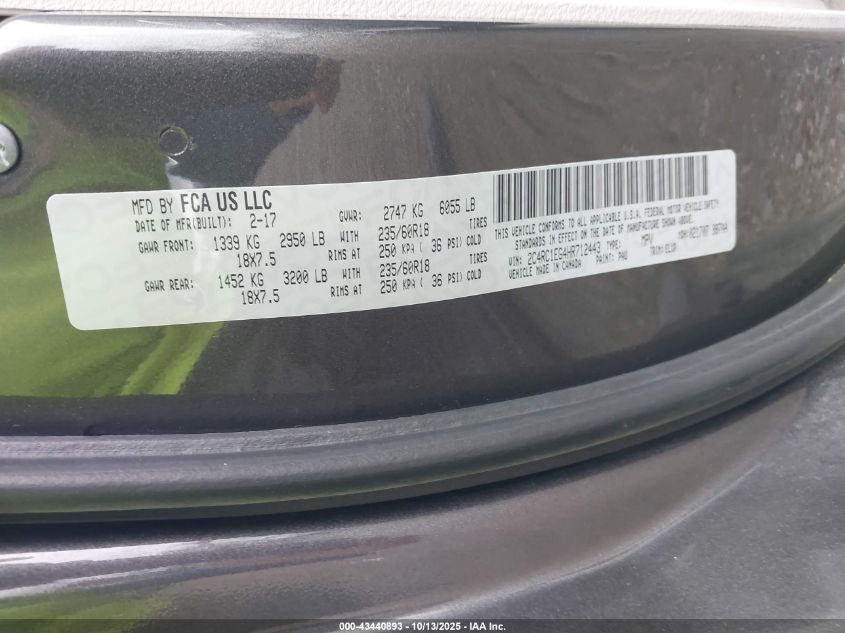 MFD BY FCA US LLC
DATE OF MFR(BUILT): 2-17 GVWR: 2747 KG 6055 LB
GAWR FRONT: 1339 KG 2950 LB WITH 235/60R18 TIRES
18X7.5 RIMS AT 250 KPA ( 36 PSI) COLD
GAWR REAR: 1452 KG 3200 LB WITH 235/60R18 TIRES
18X7.5 RIMS AT 250 KPA ( 36 PSI) COLD
THIS VEHICLE CONFORMS TO ALL APPLICABLE U.S.A. FEDERAL MOTOR VEHICLE SAFETY
STANDARDS IN EFFECT ON THE DATE OF MANUFACTURE SHOWN ABOVE.
VIN: 2C4RC1EG4HR712443 TYPE: MPV MDH: 021707
VEHICLE MADE IN CANADA PAINT: PAU TRIM:
000-43440893 - 10/13/2025 - IAA Inc.